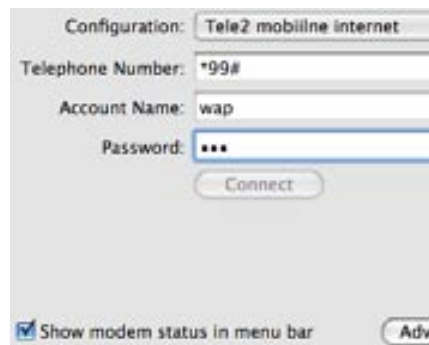 Configuration: Tele2 mobiilne internet
Telephone Number: *99#
Account Name: wap
Password: •••
Connect
Show modem status in menu bar Adv